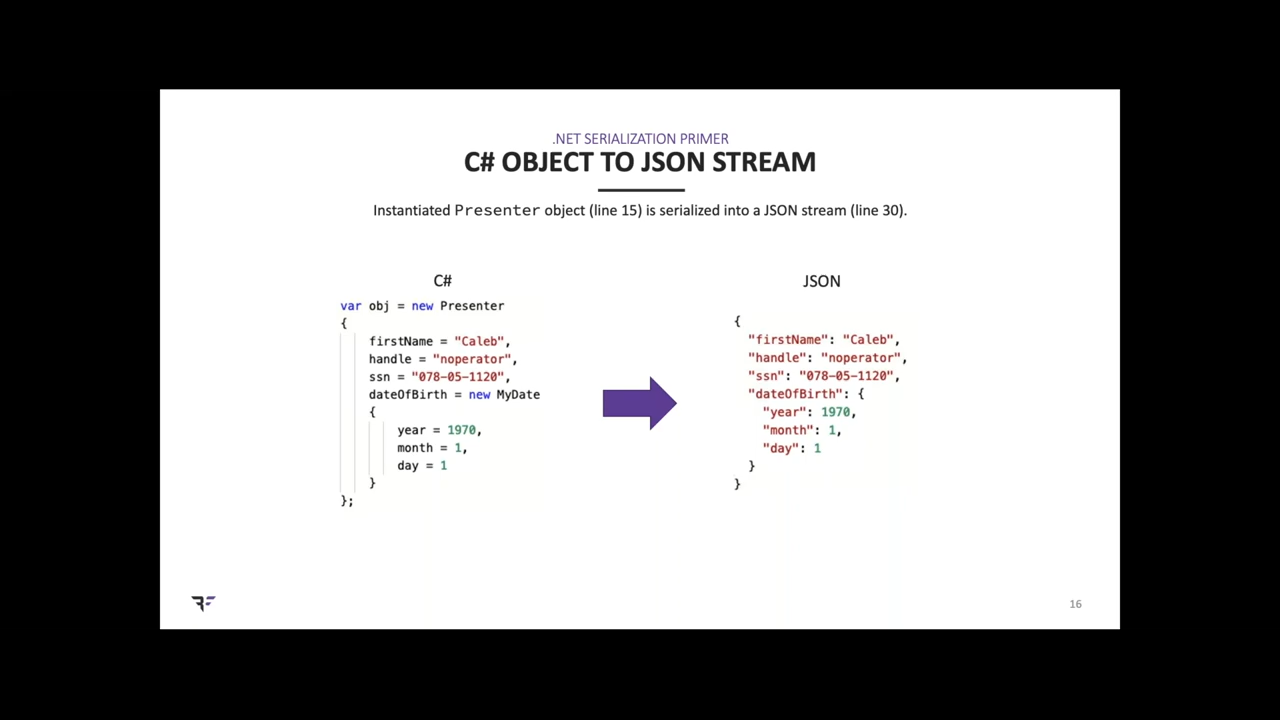 .NET SERIALIZATION PRIMER
C# OBJECT TO JSON STREAM
Instantiated Presenter object (line 15) is serialized into a JSON stream (line 30).
C#
var obj = new Presenter
{
firstName = "Caleb",
handle = "noperator",
ssn = "078-05-1120",
dateOfBirth = new MyDate
{
year = 1970,
month = 1,
day = 1
}
};
JSON
{
"firstName": "Caleb",
"handle": "noperator",
"ssn": "078-05-1120",
"dateOfBirth": {
"year": 1970,
"month": 1,
"day": 1
}
}
16